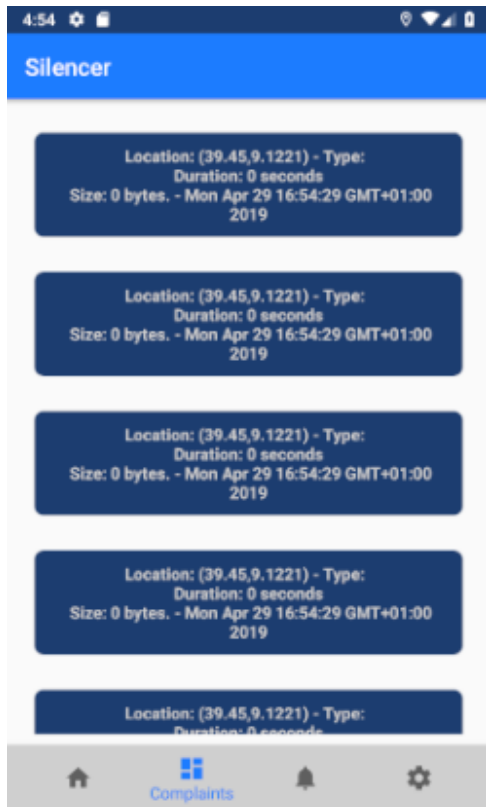 4:54
Silencer
Location: (39.45,9.1221) - Type:
Duration: 0 seconds
Size: 0 bytes. - Mon Apr 29 16:54:29 GMT+01:00
2019
Location: (39.45,9.1221) - Type:
Duration: 0 seconds
Size: 0 bytes. - Mon Apr 29 16:54:29 GMT+01:00
2019
Location: (39.45,9.1221) - Type:
Duration: 0 seconds
Size: 0 bytes. - Mon Apr 29 16:54:29 GMT+01:00
2019
Location: (39.45,9.1221) - Type:
Duration: 0 seconds
Size: 0 bytes. - Mon Apr 29 16:54:29 GMT+01:00
2019
Location: (39.45,9.1221) - Type:
Duration: 0 seconds
Complaints